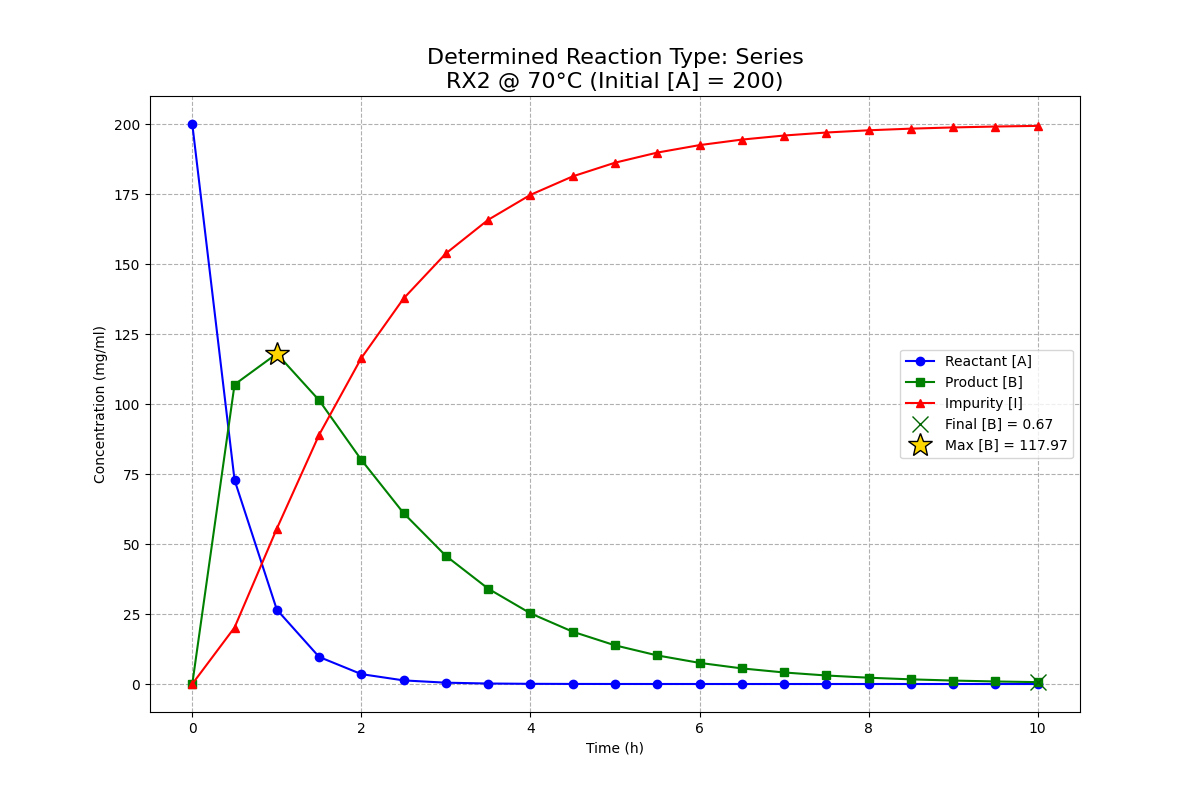 Determined Reaction Type: Series
RX2 @ 70°C (Initial [A] = 200)
Concentration (mg/ml)
200
175
150
125
100
75
50
25
0
Reactant [A]
Product [B]
Impurity [I]
Final [B] = 0.67
Max [B] = 117.97
0 2 4 6 8 10
Time (h)